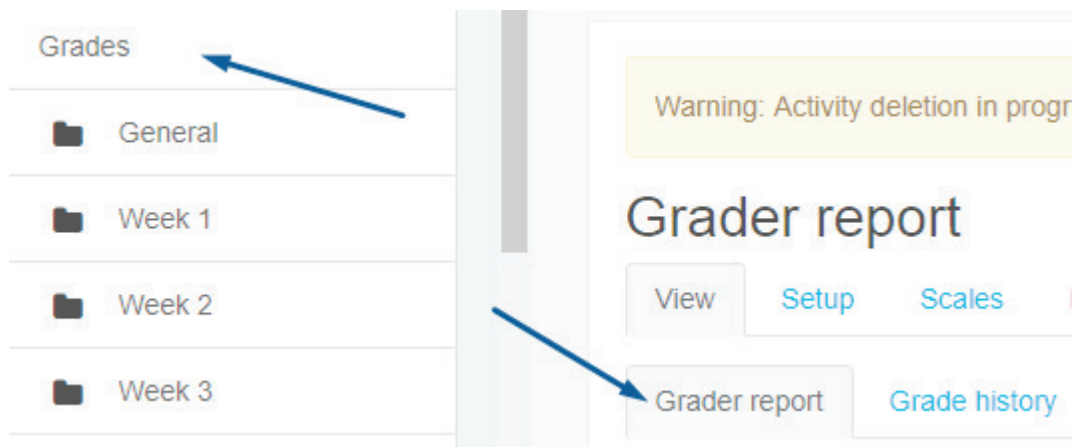 Grades
General
Week 1
Week 2
Week 3
Warning: Activity deletion in
Grader report
View Setup Scales
Grader report Grade history